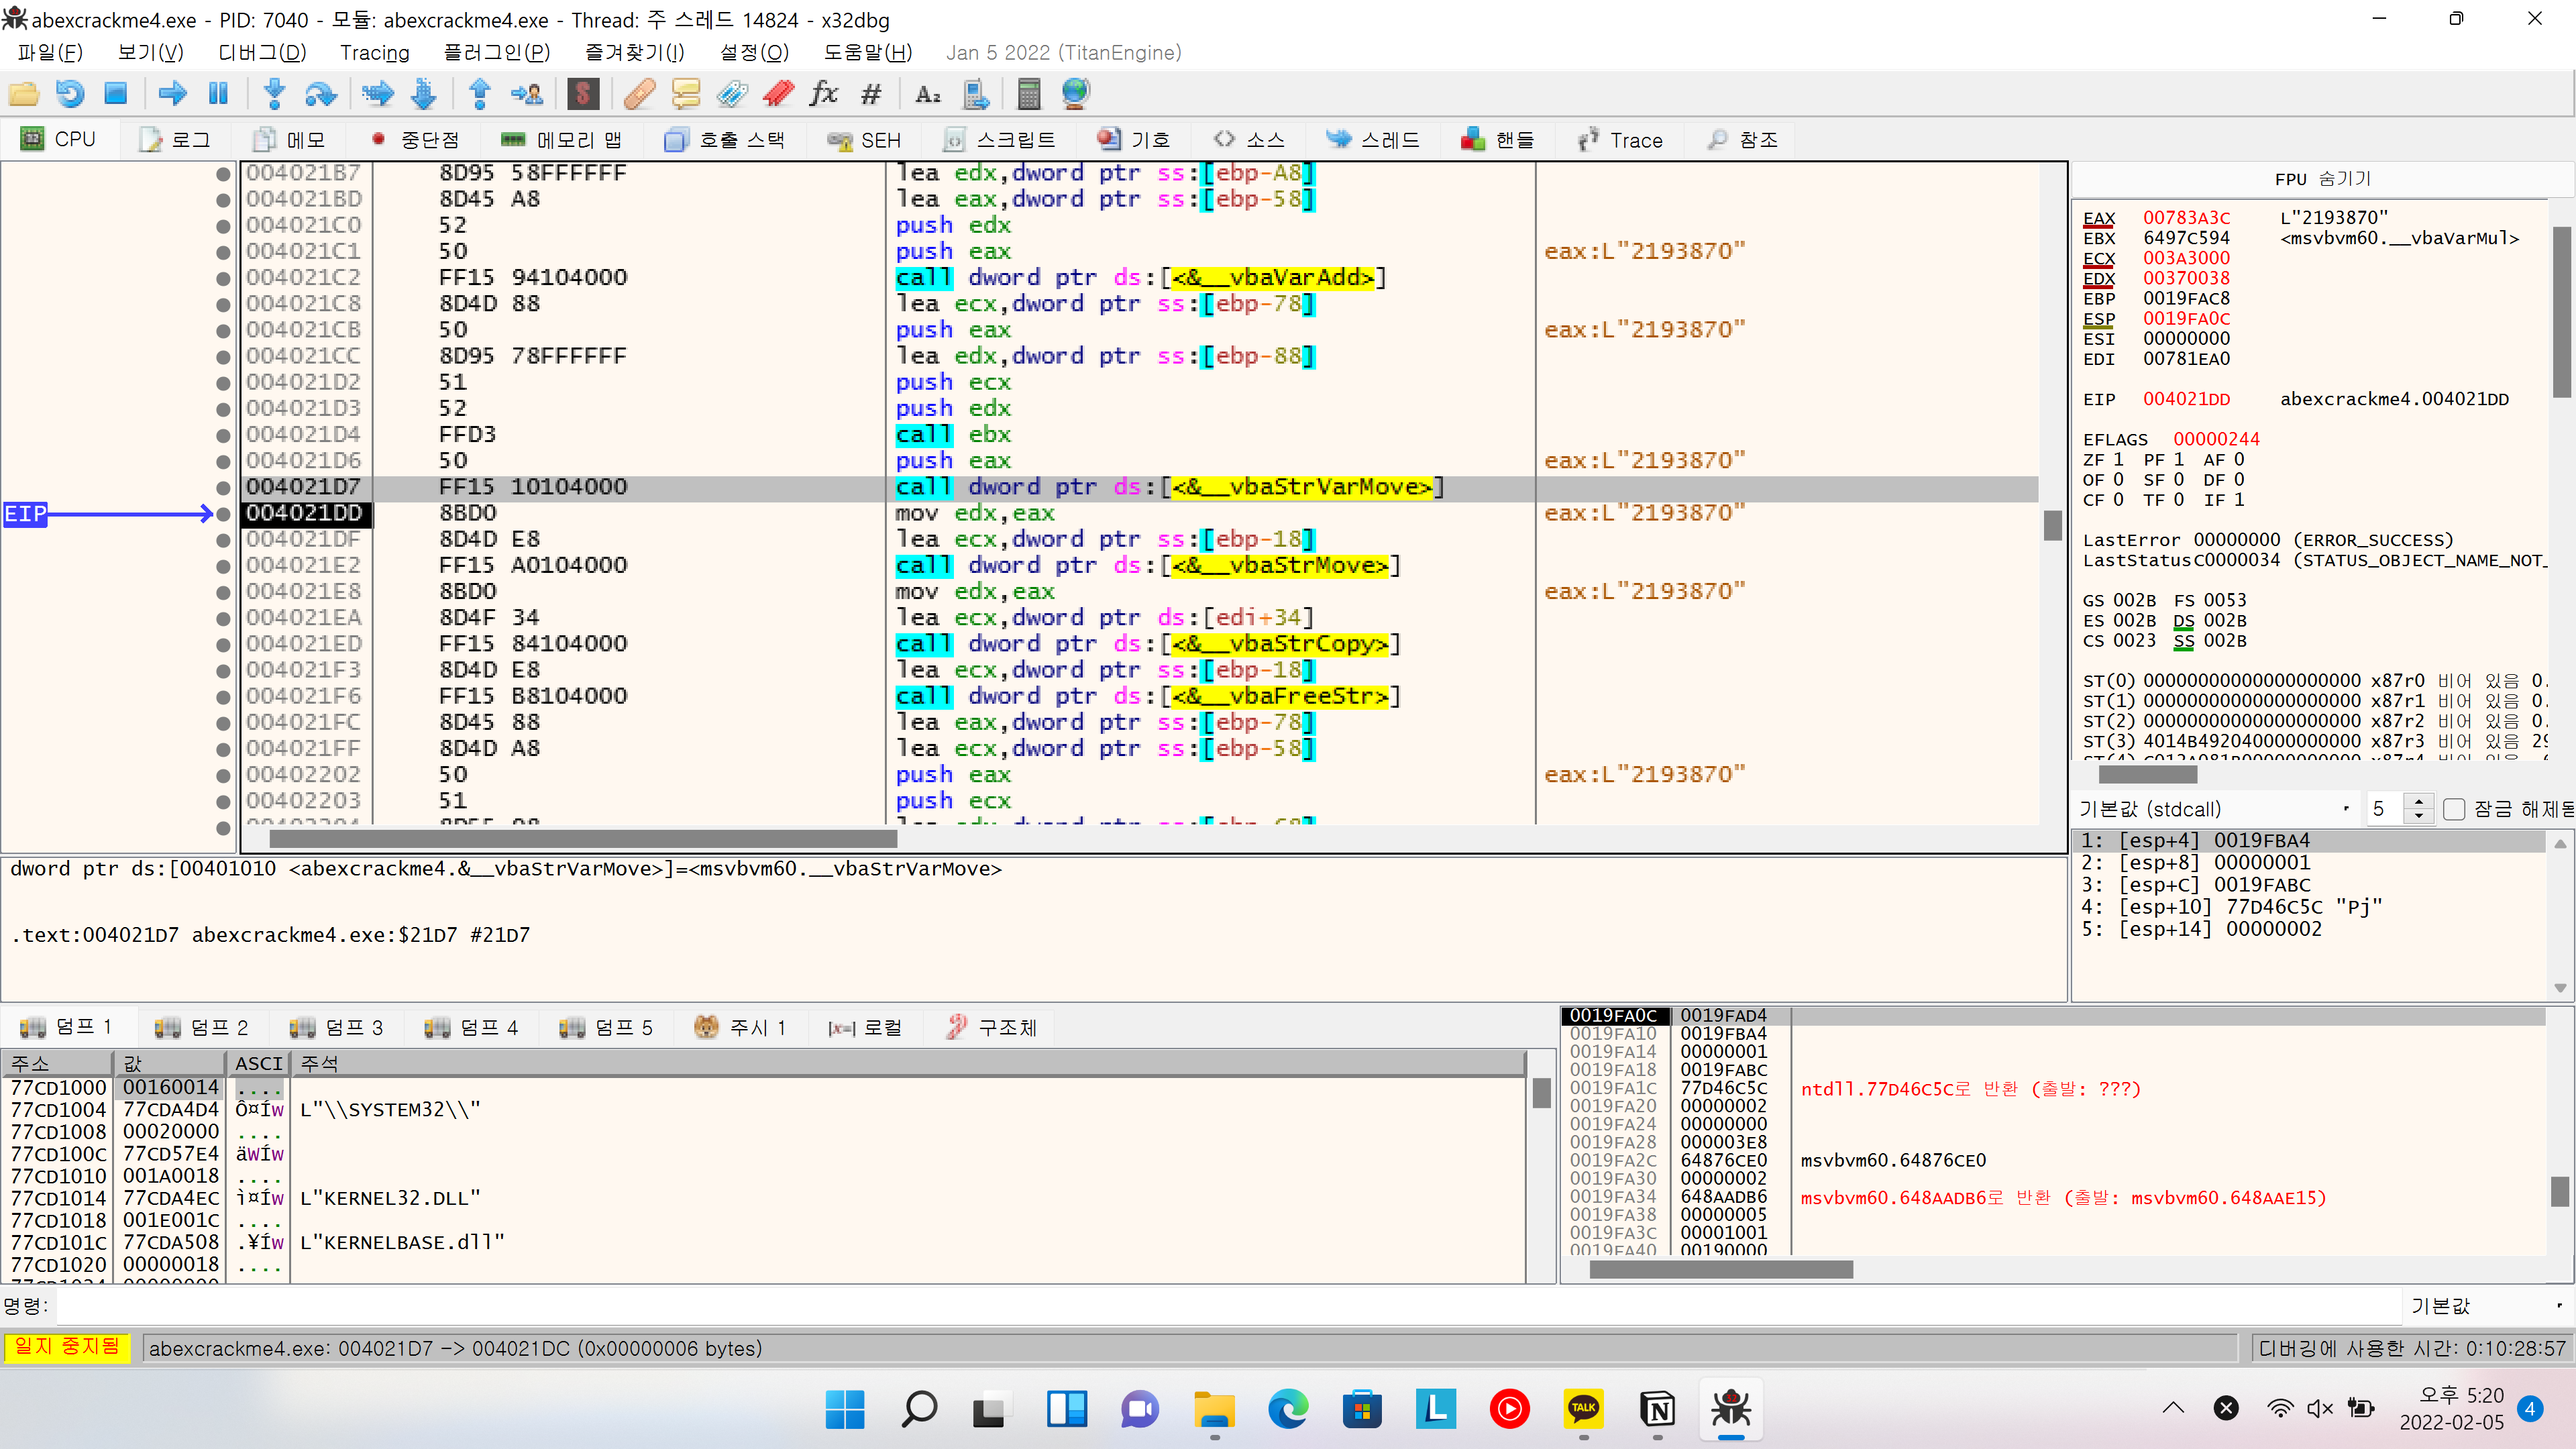 abexcrackme4.exe - PID: 7040 - 모듈: abexcrackme4.exe - Thread: 주 스레드 14824 - x32dbg
파일(F) 보기(V) 디버그(D) Tracing 플러그인(P) 즐겨찾기(I) 설정(O) 도움말(H) Jan 5 2022 (TitanEngine)
CPU 로그 메모 중단점 메모리 맵 호출 스택 SEH 스크립트 기호 소스 스레드 핸들 Trace 참조
004021B7 8D95 58FFFFFF lea edx,dword ptr ss:[ebp-A8]
004021BD 8D45 A8 lea eax,dword ptr ss:[ebp-58]
004021C0 52 push edx
004021C1 50 push eax eax:L"2193870"
004021C2 FF15 94104000 call dword ptr ds:[<&__vbaVarAdd>]
004021C8 8D4D 88 lea ecx,dword ptr ss:[ebp-78]
004021CB 50 push eax eax:L"2193870"
004021CC 8D95 78FFFFFF lea edx,dword ptr ss:[ebp-88]
004021D2 51 push ecx
004021D3 52 push edx
004021D4 FFD3 call ebx
004021D6 50 push eax eax:L"2193870"
004021D7 FF15 10104000 call dword ptr ds:[<&__vbaStrVarMove>]
EIP 004021DD 8BD0 mov edx,eax eax:L"2193870"
004021DF 8D4D E8 lea ecx,dword ptr ss:[ebp-18]
004021E2 FF15 A0104000 call dword ptr ds:[<&__vbaStrMove>]
004021E8 8BD0 mov edx,eax eax:L"2193870"
004021EA 8D4F 34 lea ecx,dword ptr ds:[edi+34]
004021ED FF15 84104000 call dword ptr ds:[<&__vbaStrCopy>]
004021F3 8D4D E8 lea ecx,dword ptr ss:[ebp-18]
004021F6 FF15 B8104000 call dword ptr ds:[<&__vbaFreeStr>]
004021FC 8D45 88 lea eax,dword ptr ss:[ebp-78]
004021FF 8D4D A8 lea ecx,dword ptr ss:[ebp-58]
00402202 50 push eax eax:L"2193870"
00402203 51 push ecx
FPU 숨기기
EAX 00783A3C L"2193870"
EBX 6497C594 <msvbvm60.__vbaVarMul>
ECX 003A3000
EDX 00370038
EBP 0019FAC8
ESP 0019FA0C
ESI 00000000
EDI 00781EA0
EIP 004021DD abexcrackme4.004021DD
EFLAGS 00000244
ZF 1 PF 1 AF 0
OF 0 SF 0 DF 0
CF 0 TF 0 IF 1
LastError 00000000 (ERROR_SUCCESS)
LastStatus C0000034 (STATUS_OBJECT_NAME_NOT_
GS 002B FS 0053
ES 002B DS 002B
CS 0023 SS 002B
ST(0) 00000000000000000000 x87r0 비어 있음 0.
ST(1) 00000000000000000000 x87r1 비어 있음 0.
ST(2) 00000000000000000000 x87r2 비어 있음 0.
ST(3) 4014B492040000000000 x87r3 비어 있음 29
기본값 (stdcall) 5 잠금 해제됨
1: [esp+4] 0019FBA4
2: [esp+8] 00000001
3: [esp+C] 0019FABC
4: [esp+10] 77D46C5C "Pj"
5: [esp+14] 00000002
dword ptr ds:[00401010 <abexcrackme4.&__vbaStrVarMove>]=<msvbvm60.__vbaStrVarMove>
.text:004021D7 abexcrackme4.exe:$21D7 #21D7
덤프 1 덤프 2 덤프 3 덤프 4 덤프 5 주시 1 [x=] 로컬 구조체
주소 값 ASCI 주석
77CD1000 00160014 ....
77CD1004 77CDA4D4 Ô¤Íw L"\\SYSTEM32\\"
77CD1008 00020000 ....
77CD100C 77CD57E4 äWÍw
77CD1010 001A0018 ....
77CD1014 77CDA4EC ì¤Íw L"KERNEL32.DLL"
77CD1018 001E001C ....
77CD101C 77CDA508 .¥Íw L"KERNELBASE.dll"
77CD1020 00000018 ....
0019FA0C 0019FAD4
0019FA10 0019FBA4
0019FA14 00000001
0019FA18 0019FABC
0019FA1C 77D46C5C ntdll.77D46C5C로 반환 (출발: ???)
0019FA20 00000002
0019FA24 00000000
0019FA28 000003E8
0019FA2C 64876CE0 msvbvm60.64876CE0
0019FA30 00000002
0019FA34 648AADB6 msvbvm60.648AADB6로 반환 (출발: msvbvm60.648AAE15)
0019FA38 00000005
0019FA3C 00001001
0019FA40 00190000
명령: 기본값
일지 중지됨 abexcrackme4.exe: 004021D7 -> 004021DC (0x00000006 bytes) 디버깅에 사용한 시간: 0:10:28:57
TALK
오후 5:20
2022-02-05 4